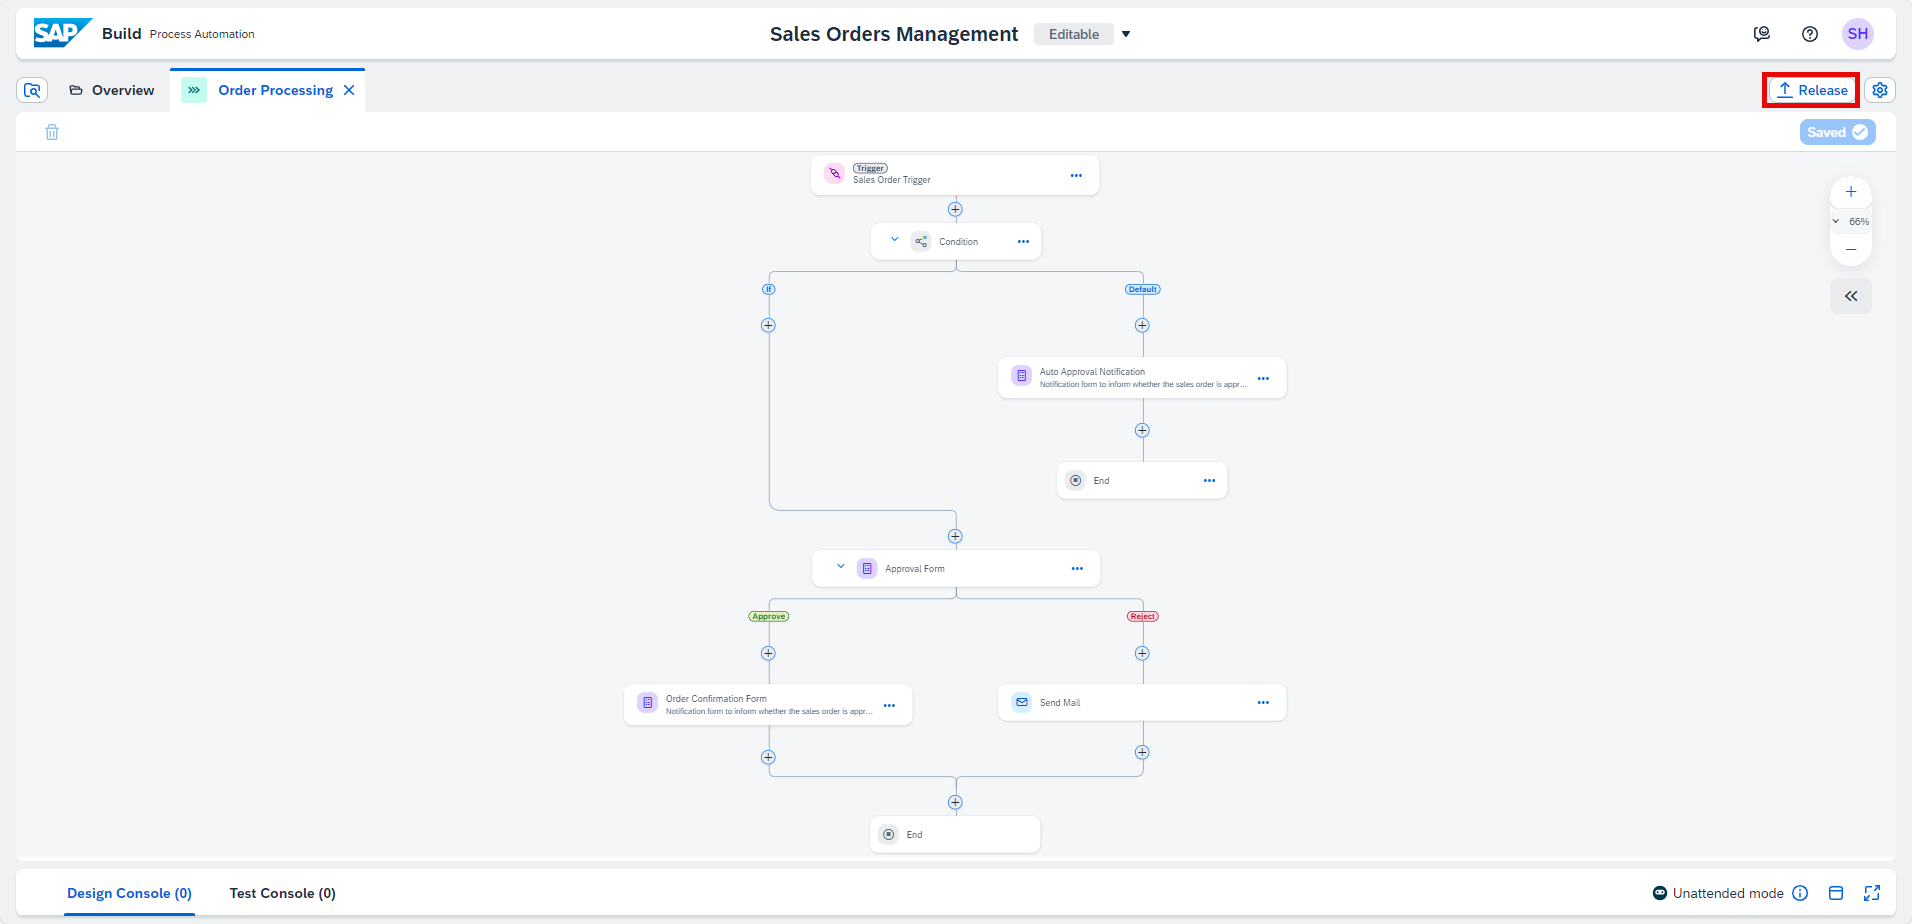 SAP Build Process Automation
Sales Orders Management Editable
SH
Overview
Order Processing
Release
Saved
Trigger
Sales Order Trigger
Condition
66%
If
Default
Auto Approval Notification
Notification form to inform whether the sales order is appr...
End
Approval Form
Approve
Reject
Order Confirmation Form
Notification form to inform whether the sales order is appr...
Send Mail
End
Design Console (0)
Test Console (0)
Unattended mode